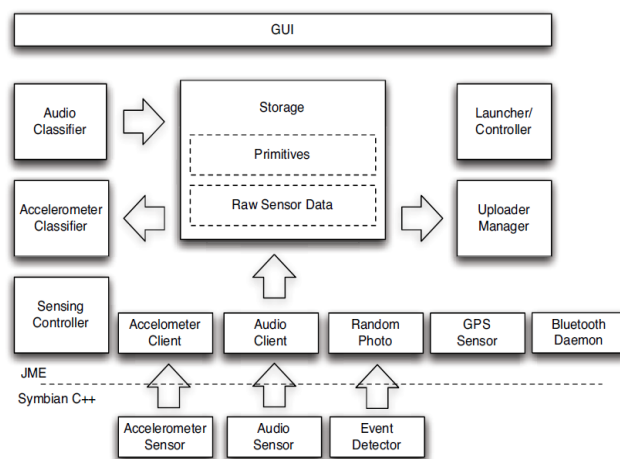 GUI
Audio
Classifier
Storage
Primitives
Raw Sensor Data
Launcher/
Controller
Accelerometer
Classifier
Uploader
Manager
Sensing
Controller
Accelometer
Client
Audio
Client
Random
Photo
GPS
Sensor
Bluetooth
Daemon
JME
Symbian C++
Accelerometer
Sensor
Audio
Sensor
Event
Detector